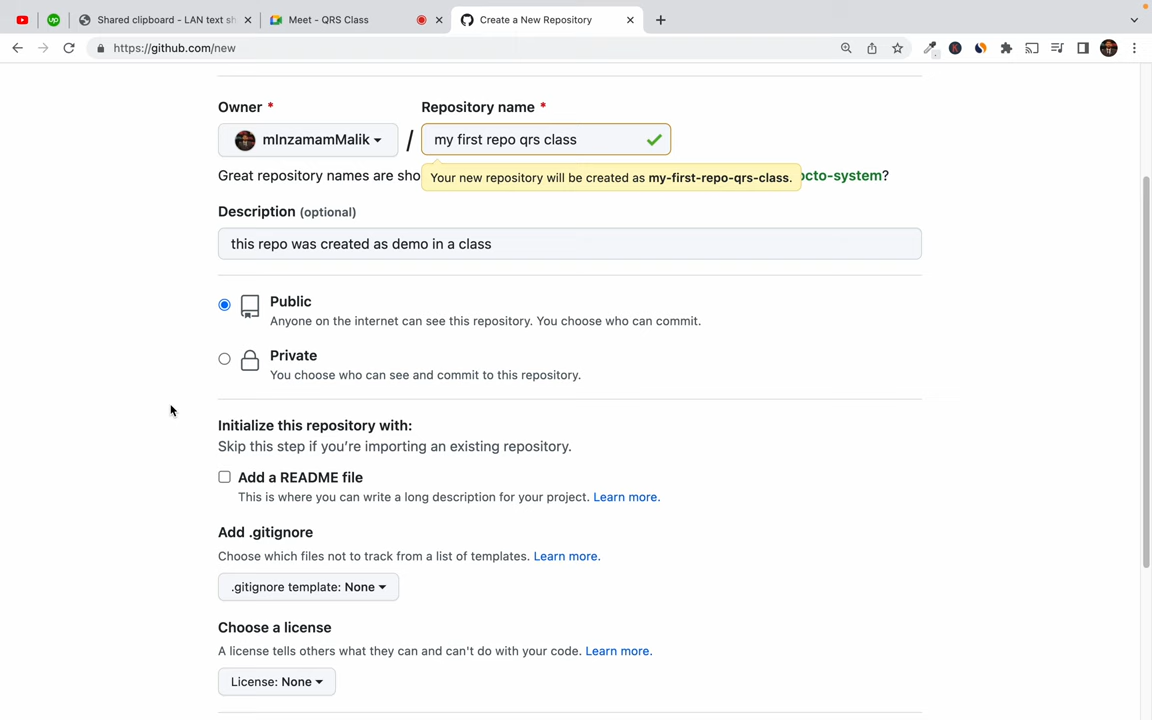 Shared clipboard - LAN text sh
Meet - QRS Class
Create a New Repository
https://github.com/new
Owner *
Repository name *
mInzamamMalik
/
my first repo qrs class
Great repository names are sho
Your new repository will be created as my-first-repo-qrs-class.
octo-system?
Description (optional)
this repo was created as demo in a class
Public
Anyone on the internet can see this repository. You choose who can commit.
Private
You choose who can see and commit to this repository.
Initialize this repository with:
Skip this step if you’re importing an existing repository.
Add a README file
This is where you can write a long description for your project. Learn more.
Add .gitignore
Choose which files not to track from a list of templates. Learn more.
.gitignore template: None
Choose a license
A license tells others what they can and can't do with your code. Learn more.
License: None